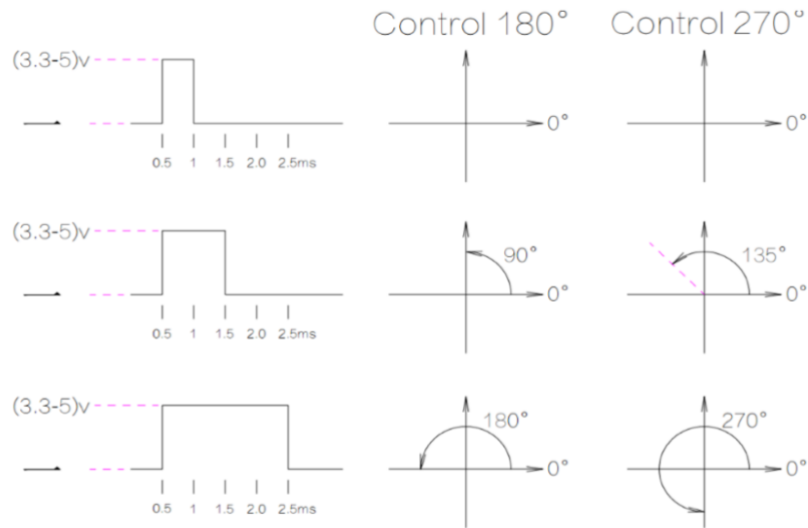 Control 180° Control 270°
(3.3-5)v
0° 0°
0.5 1 1.5 2.0 2.5ms
(3.3-5)v
90° 135°
0° 0°
0.5 1 1.5 2.0 2.5ms
(3.3-5)v
180° 270°
0° 0°
0.5 1 1.5 2.0 2.5ms